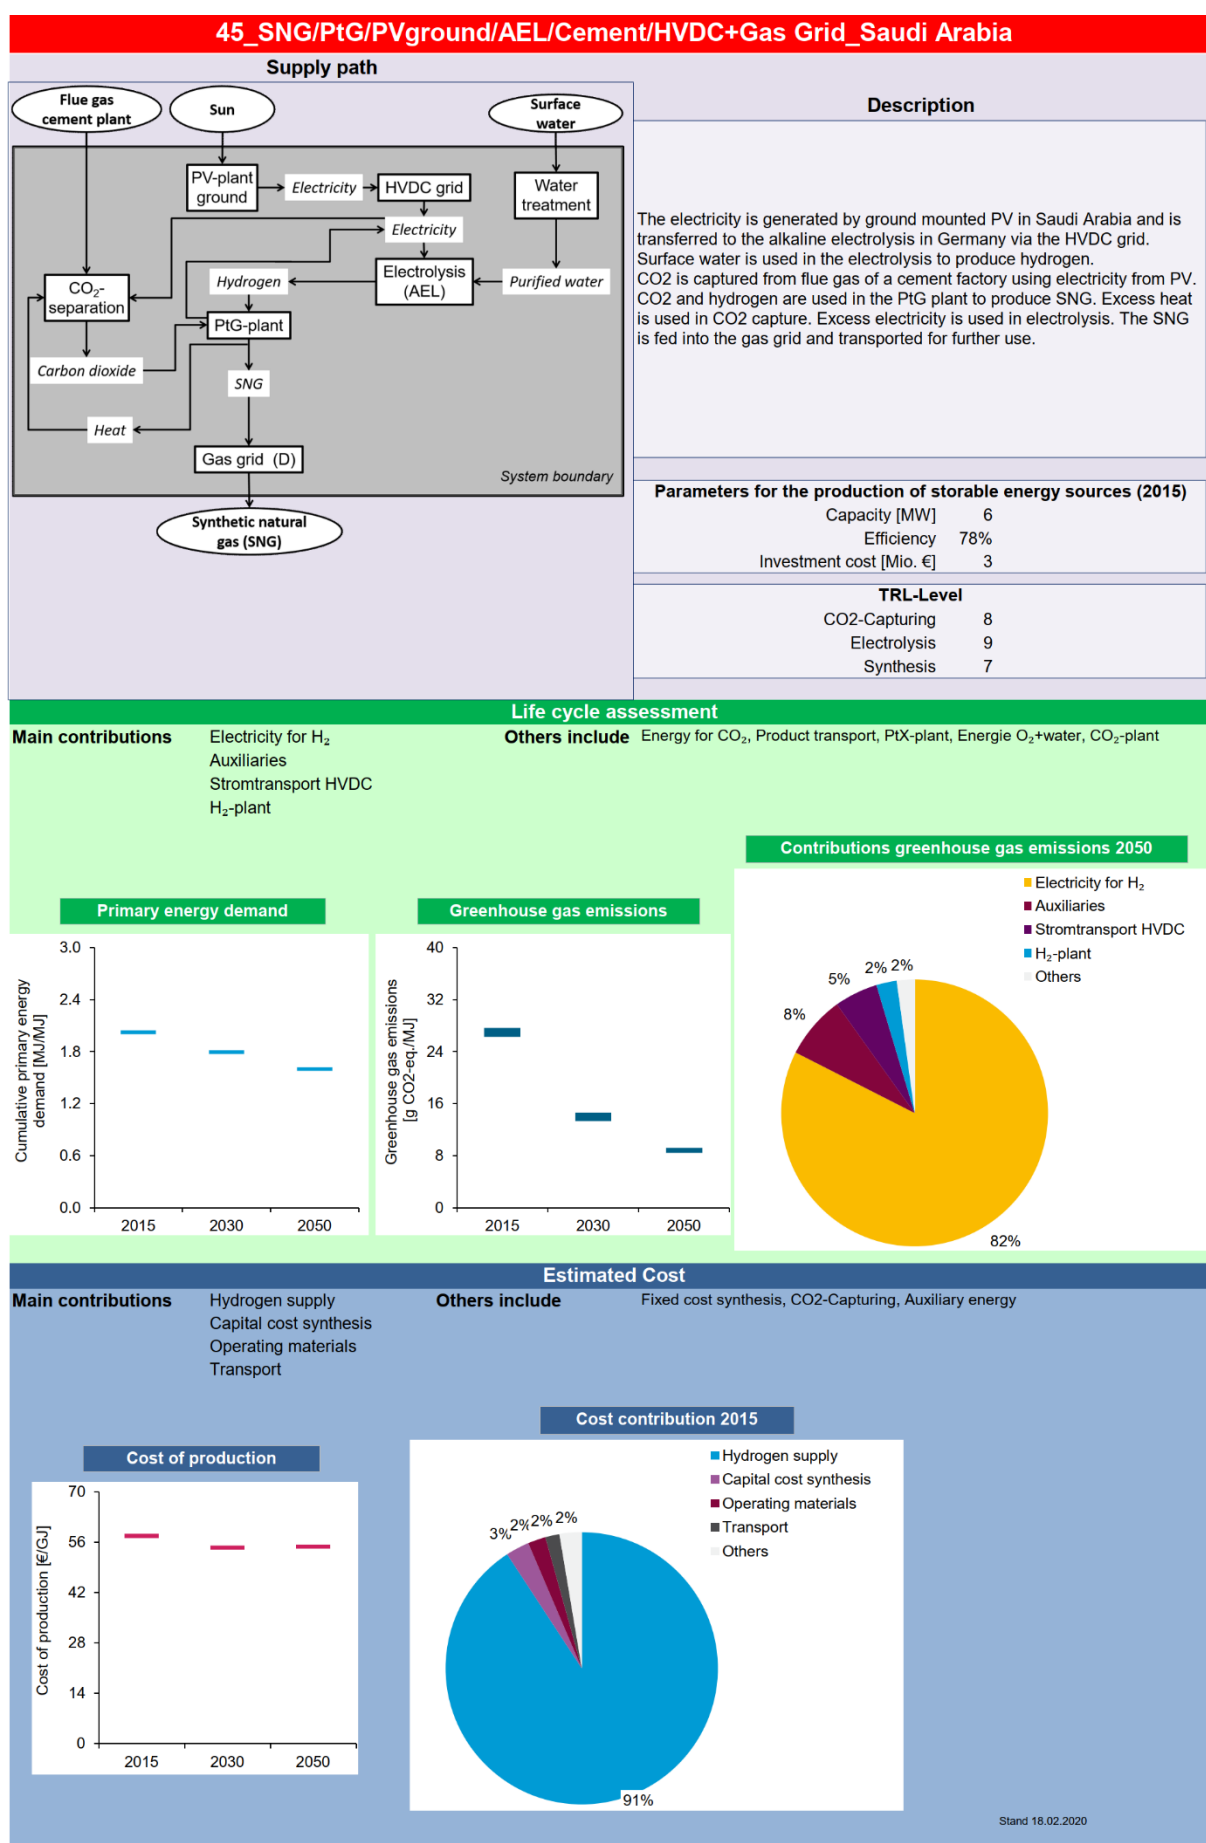 45_SNG/PtG/PVground/AEL/Cement/HVDC+Gas Grid_Saudi Arabia
Supply path
Flue gas
cement plant
Sun
Surface
water
PV-plant
ground
Electricity
HVDC grid
Water
treatment
Electricity
CO₂-
separation
Hydrogen
Electrolysis
(AEL)
Purified water
PtG-plant
Carbon dioxide
SNG
Heat
Gas grid (D)
System boundary
Synthetic natural
gas (SNG)
Description
The electricity is generated by ground mounted PV in Saudi Arabia and is
transferred to the alkaline electrolysis in Germany via the HVDC grid.
Surface water is used in the electrolysis to produce hydrogen.
CO2 is captured from flue gas of a cement factory using electricity from PV.
CO2 and hydrogen are used in the PtG plant to produce SNG. Excess heat
is used in CO2 capture. Excess electricity is used in electrolysis. The SNG
is fed into the gas grid and transported for further use.
Parameters for the production of storable energy sources (2015)
Capacity [MW] 6
Efficiency 78%
Investment cost [Mio. €] 3
TRL-Level
CO2-Capturing 8
Electrolysis 9
Synthesis 7
Life cycle assessment
Main contributions
Electricity for H₂
Auxiliaries
Stromtransport HVDC
H₂-plant
Others include
Energy for CO₂, Product transport, PtX-plant, Energie O₂+water, CO₂-plant
Primary energy demand
Cumulative primary energy
demand [MJ/MJ]
3.0
2.4
1.8
1.2
0.6
0.0
2015 2030 2050
Greenhouse gas emissions
Greenhouse gas emissions
[g CO2-eq./MJ]
40
32
24
16
8
0
2015 2030 2050
Contributions greenhouse gas emissions 2050
Electricity for H₂
Auxiliaries
Stromtransport HVDC
H₂-plant
Others
8%
5%
2%
2%
82%
Estimated Cost
Main contributions
Hydrogen supply
Capital cost synthesis
Operating materials
Transport
Others include
Fixed cost synthesis, CO2-Capturing, Auxiliary energy
Cost of production
Cost of production [€/GJ]
70
56
42
28
14
0
2015 2030 2050
Cost contribution 2015
Hydrogen supply
Capital cost synthesis
Operating materials
Transport
Others
3%
2%
2%
2%
91%
Stand 18.02.2020